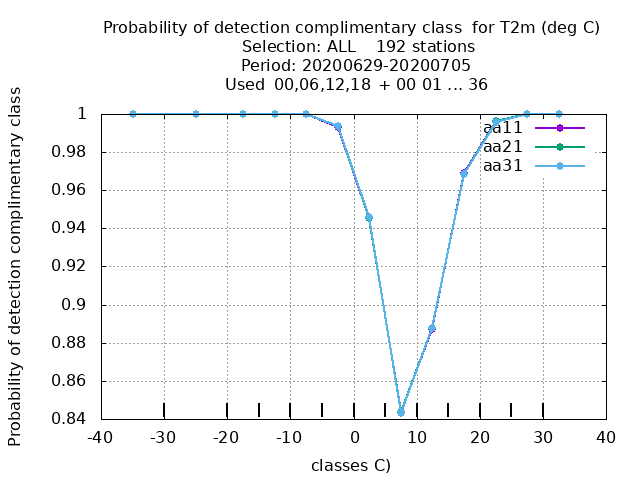 Probability of detection complimentary class  for T2m (deg C)
Selection: ALL    192 stations
Period: 20200629-20200705
Used  00,06,12,18  + 00 01 ... 36
Probability of detection complimentary class
1
0.98
0.96
0.94
0.92
0.9
0.88
0.86
0.84
aa11
aa21
aa31
-40 -30 -20 -10 0 10 20 30 40
classes C)